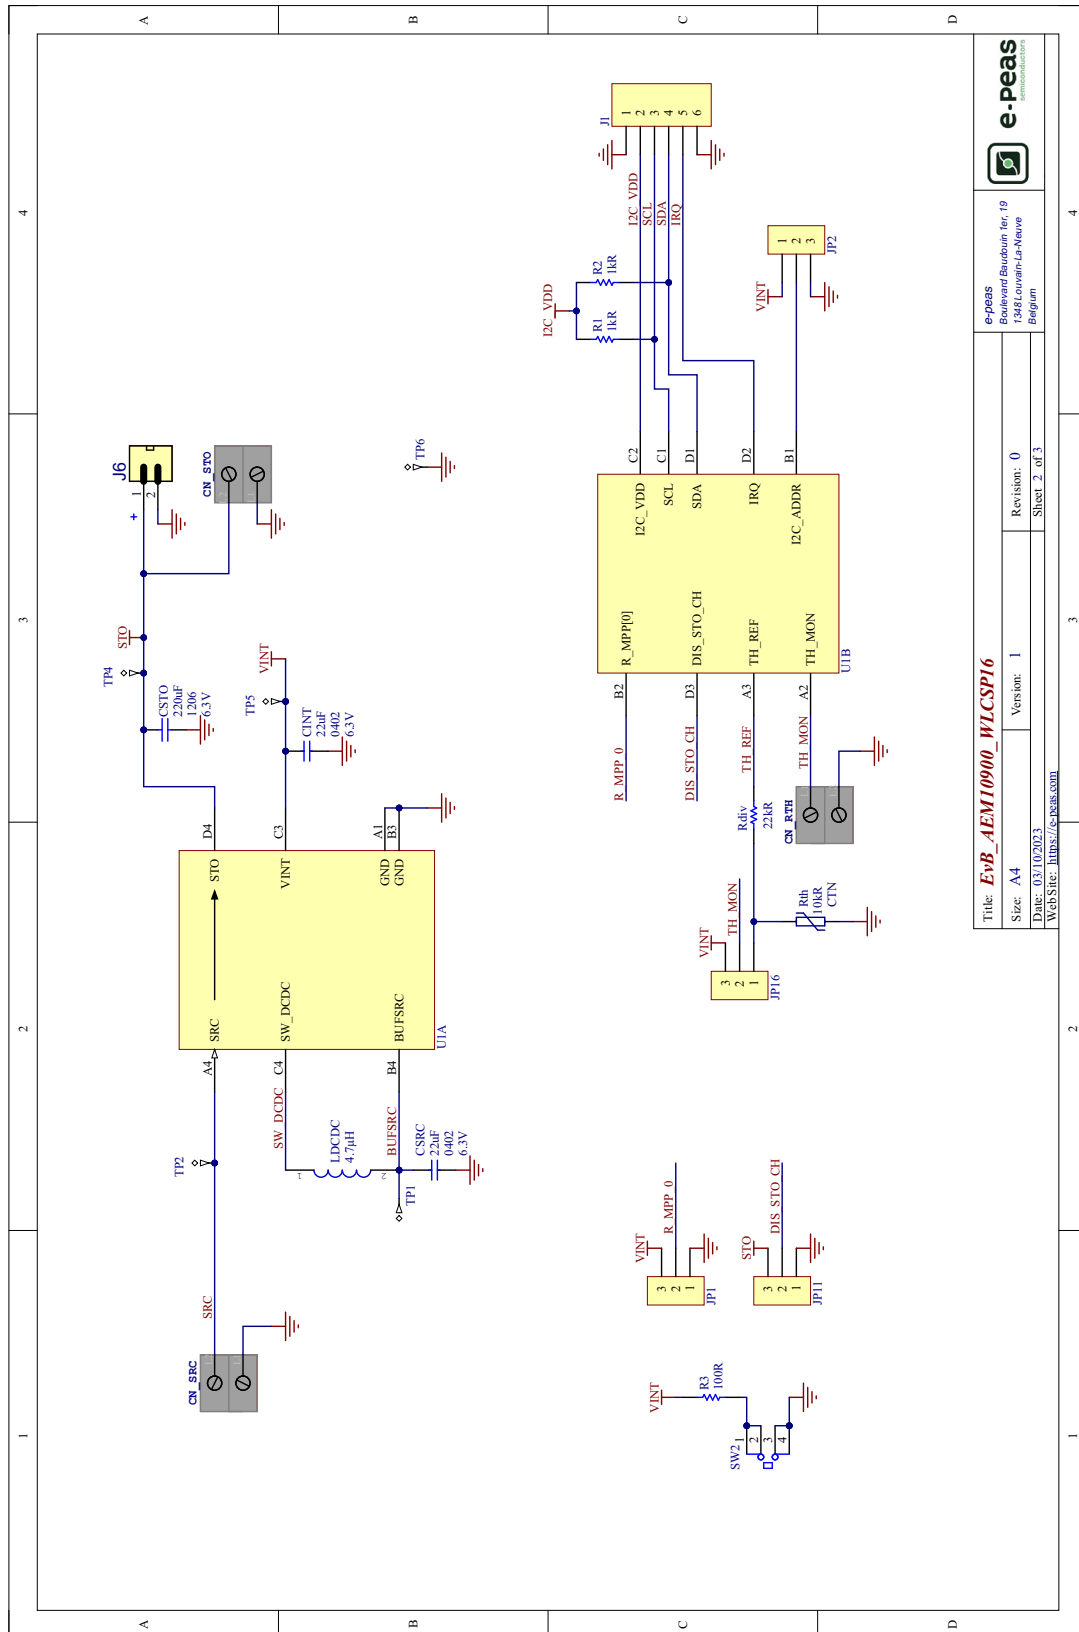 1
2
3
4
A
A
B
B
C
C
D
D
1
2
3
4
CN_SRC
SRC
TP2
A4
SRC
STO
D4
SW_DCDC
C4
SW_DCDC
VINT
C3
LDCDC
4.7µH
1
2
BUFSRC
B4
BUFSRC
GND
A1
GND
B3
U1A
TP1
CSRC
22uF
0402
6.3V
CSTO
220uF
1206
6.3V
TP4
STO
+
1
2
J6
CN_STO
CINT
22uF
0402
6.3V
TP5
VINT
TP6
SW2
1
2
3
4
VINT
R3
100R
VINT
3
2
1
JP1
R_MPP_0
STO
3
2
1
JP11
DIS_STO_CH
VINT
3
2
1
JP16
TH_MON
Rth
10kR
CTN
Rdiv
22kR
CN_RTH
R_MPP_0
B2
R_MPP[0]
DIS_STO_CH
D3
DIS_STO_CH
TH_REF
A3
TH_REF
TH_MON
A2
TH_MON
U1B
I2C_VDD
C2
SCL
C1
SDA
D1
IRQ
D2
I2C_ADDR
B1
I2C_VDD
R1
1kR
R2
1kR
I2C_VDD
SCL
SDA
IRQ
J1
1
2
3
4
5
6
VINT
1
2
3
JP2
Title: EvB_AEM10900_WLCSP16
Size: A4
Version: 1
Revision: 0
Date: 03/10/2023
Sheet 2 of 3
WebSite: https://e-peas.com
e-peas
Boulevard Baudouin 1er, 19
1348 Louvain-La-Neuve
Belgium
e-peas
semiconductors